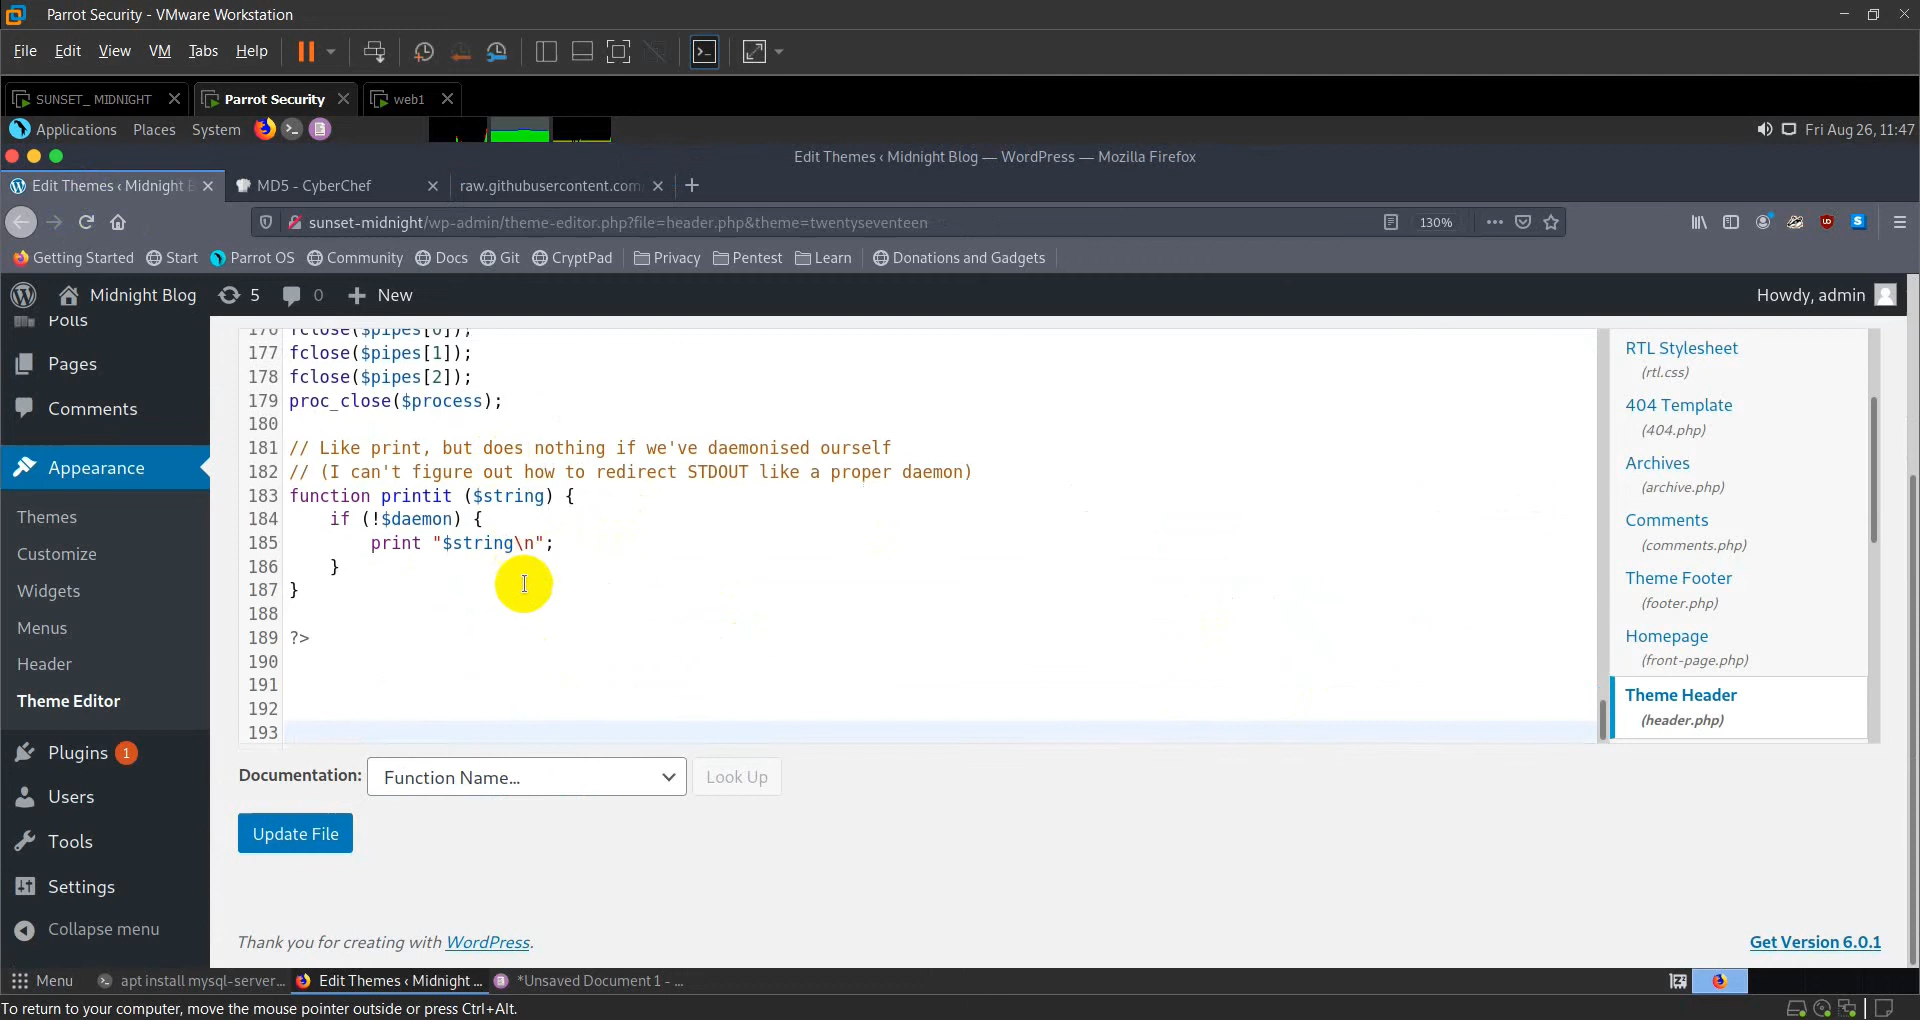 Parrot Security - VMware Workstation
File Edit View VM Tabs Help
SUNSET_ MIDNIGHT Parrot Security web1
Applications Places System Fri Aug 26, 11:47
Edit Themes ‹ Midnight Blog — WordPress — Mozilla Firefox
Edit Themes ‹ Midnight B MD5 - CyberChef raw.githubusercontent.com
sunset-midnight/wp-admin/theme-editor.php?file=header.php&theme=twentyseventeen 130%
Getting Started Start Parrot OS Community Docs Git CryptPad Privacy Pentest Learn Donations and Gadgets
Midnight Blog 5 0 New Howdy, admin
Polls
Pages
Comments
Appearance
Themes
Customize
Widgets
Menus
Header
Theme Editor
Plugins 1
Users
Tools
Settings
Collapse menu
176 fclose($pipes[0]);
177 fclose($pipes[1]);
178 fclose($pipes[2]);
179 proc_close($process);
180
181 // Like print, but does nothing if we've daemonised ourself
182 // (I can't figure out how to redirect STDOUT like a proper daemon)
183 function printit ($string) {
184 if (!$daemon) {
185 print "$string\n";
186 }
187 }
188
189 ?>
190
191
192
193
RTL Stylesheet
(rtl.css)
404 Template
(404.php)
Archives
(archive.php)
Comments
(comments.php)
Theme Footer
(footer.php)
Homepage
(front-page.php)
Theme Header
(header.php)
Documentation: Function Name... Look Up
Update File
Thank you for creating with WordPress. Get Version 6.0.1
Menu apt install mysql-server... Edit Themes ‹ Midnight ... *Unsaved Document 1 - ...
To return to your computer, move the mouse pointer outside or press Ctrl+Alt.